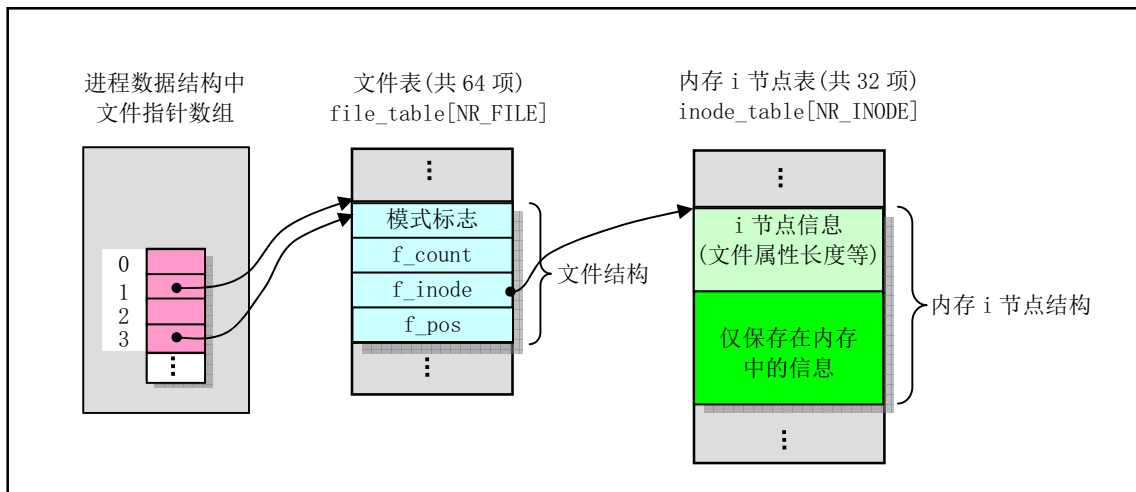 进程数据结构中
文件指针数组
0
1
2
3
⋮
文件表(共 64 项)
file_table[NR_FILE]
⋮
模式标志
f_count
f_inode
f_pos
⋮
文件结构
内存 i 节点表(共 32 项)
inode_table[NR_INODE]
⋮
i 节点信息
(文件属性长度等)
仅保存在内存
中的信息
⋮
内存 i 节点结构